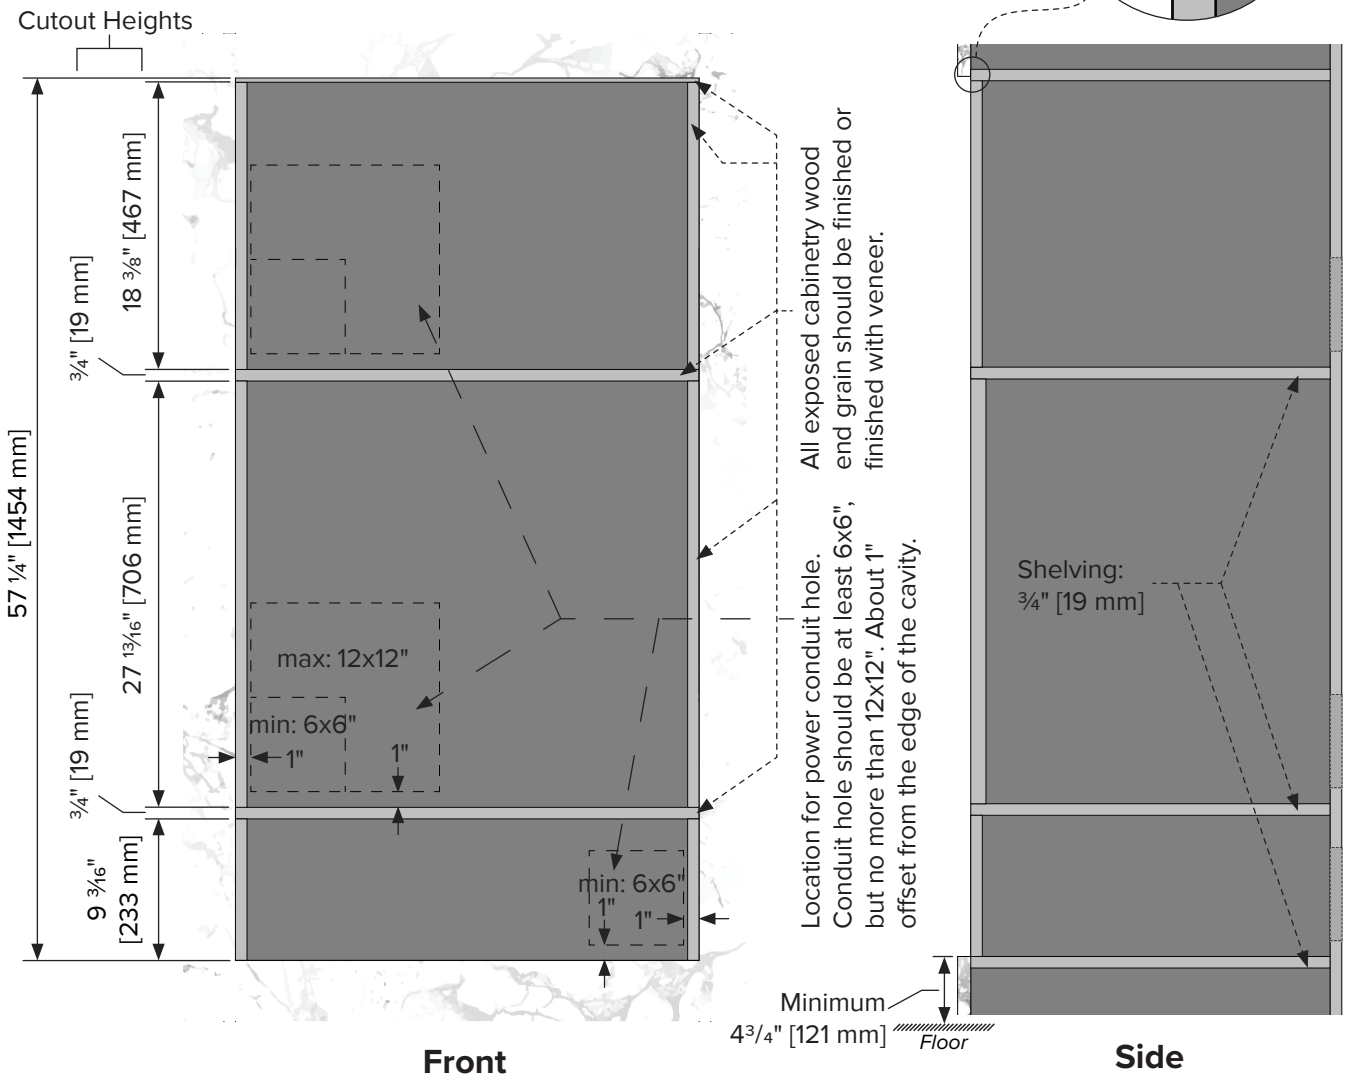 Cutout Heights
57 ¼" [1454 mm]
18 ⅜" [467 mm]
¾" [19 mm]
27 ¹³⁄₁₆" [706 mm]
¾" [19 mm]
9 ³⁄₁₆"
[233 mm]
max: 12x12"
min: 6x6"
1"
1"
min: 6x6"
1"
1"
All exposed cabinetry wood
end grain should be finished or
finished with veneer.
Location for power conduit hole.
Conduit hole should be at least 6x6",
but no more than 12x12". About 1"
offset from the edge of the cavity.
Shelving:
¾" [19 mm]
Minimum
4³/₄" [121 mm]
Floor
Front
Side